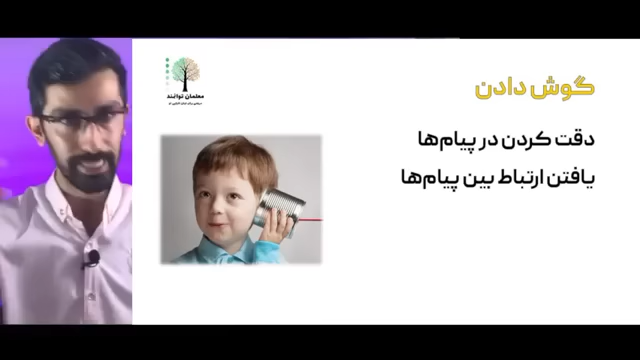 گوش دادن
دقت کردن در پیام‌ها
یافتن ارتباط بین پیام‌ها
معلمان توانمند